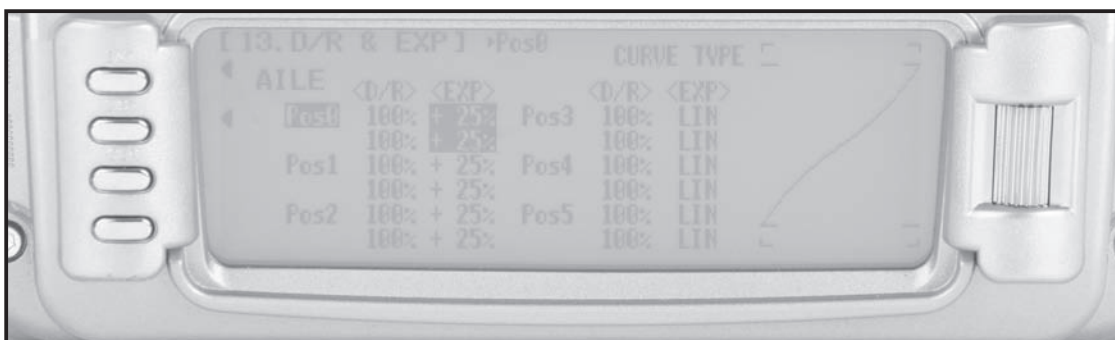 [13.D/R & EXP] Pos0
CURVE TYPE
AILE <D/R> <EXP> <D/R> <EXP>
Pos0 100% + 25% Pos3 100% LIN
100% + 25% 100% LIN
Pos1 100% + 25% Pos4 100% LIN
100% + 25% 100% LIN
Pos2 100% + 25% Pos5 100% LIN
100% + 25% 100% LIN